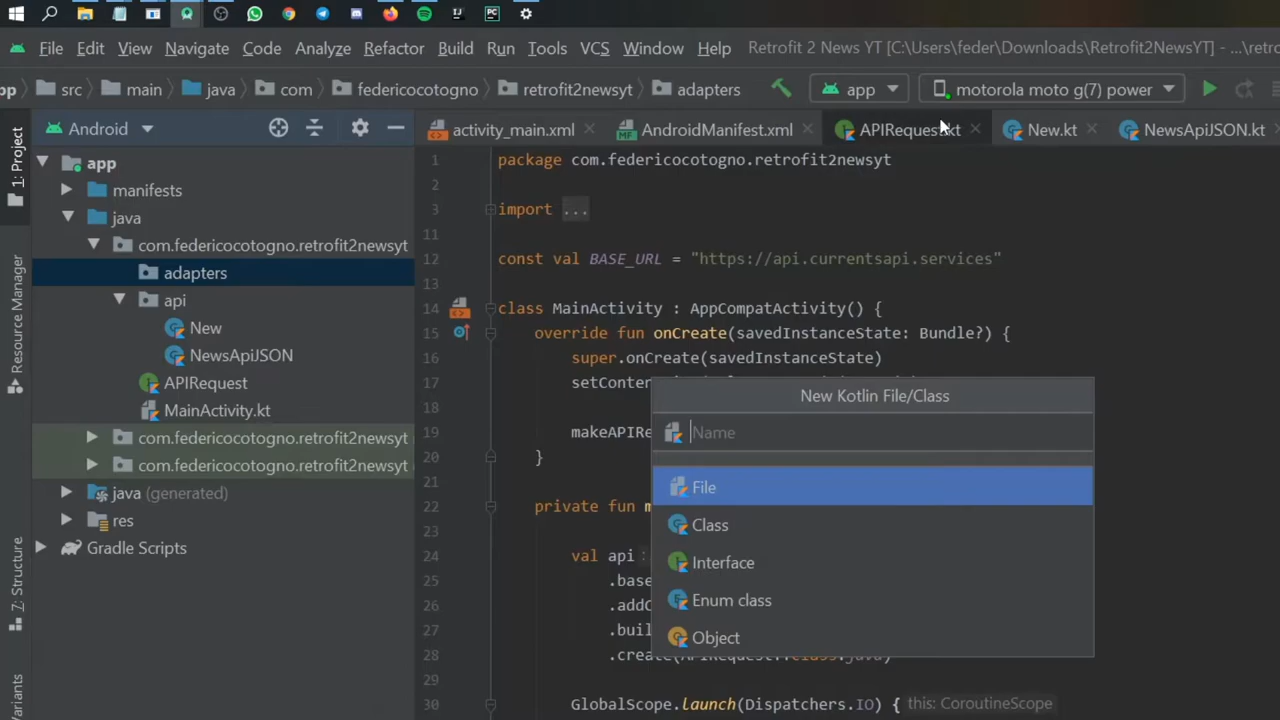 File Edit View Navigate Code Analyze Refactor Build Run Tools VCS Window Help Retrofit 2 News YT [C:\Users\feder\Downloads\Retrofit2NewsYT] - ...\retrof
src main java com federicocotogno retrofit2newsyt adapters app motorola moto g(7) power
Android activity_main.xml AndroidManifest.xml APIRequest.kt New.kt NewsApiJSON.kt
1: Project
Resource Manager
7: Structure
Variants
app
manifests
java
com.federicocotogno.retrofit2newsyt
adapters
api
New
NewsApiJSON
APIRequest
MainActivity.kt
com.federicocotogno.retrofit2newsyt
com.federicocotogno.retrofit2newsyt
java (generated)
res
Gradle Scripts
1 package com.federicocotogno.retrofit2newsyt
2
3 import ...
11
12 const val BASE_URL = "https://api.currentsapi.services"
13
14 class MainActivity : AppCompatActivity() {
15 override fun onCreate(savedInstanceState: Bundle?) {
16 super.onCreate(savedInstanceState)
17
18
19 makeAPIRe
20 }
21
22 private fun
23
24 val api
25 .base
26
27
28
30 GlobalScope.launch(Dispatchers.IO) { this: CoroutineScope
New Kotlin File/Class
Name
File
Class
Interface
Enum class
Object